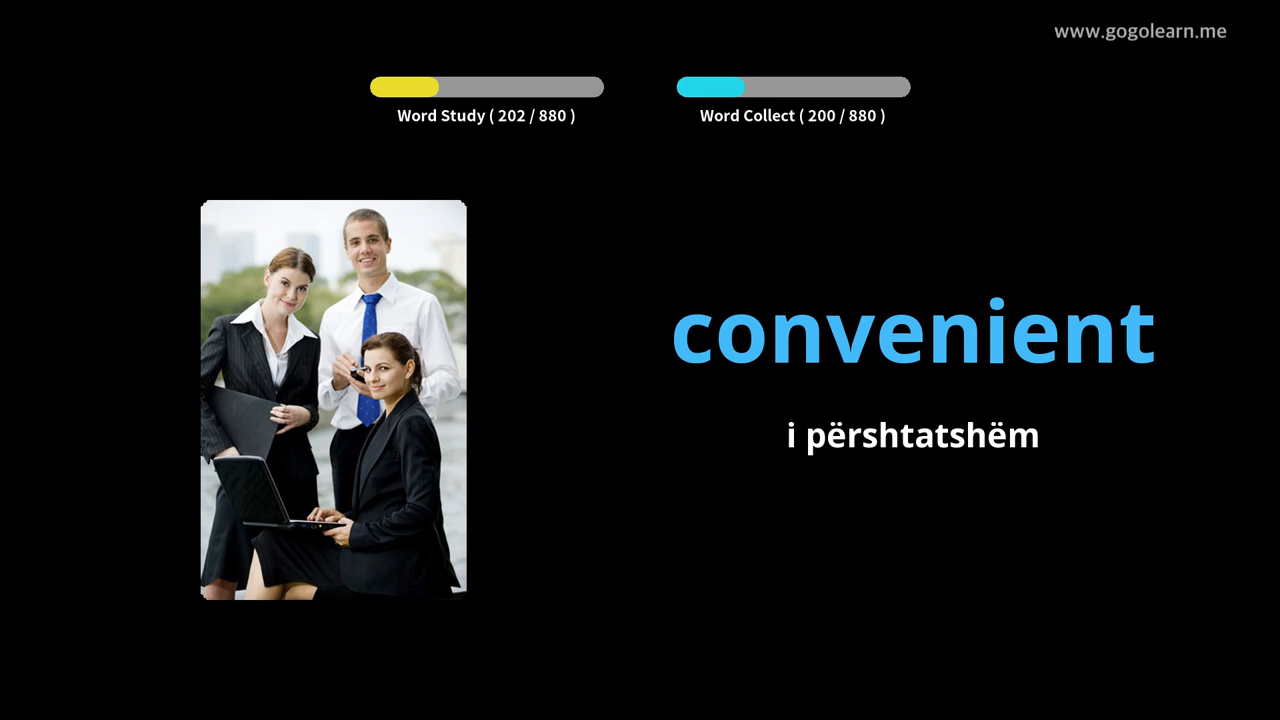 www.gogolearn.me
Word Study ( 202 / 880 )
Word Collect ( 200 / 880 )
convenient
i përshtatshëm